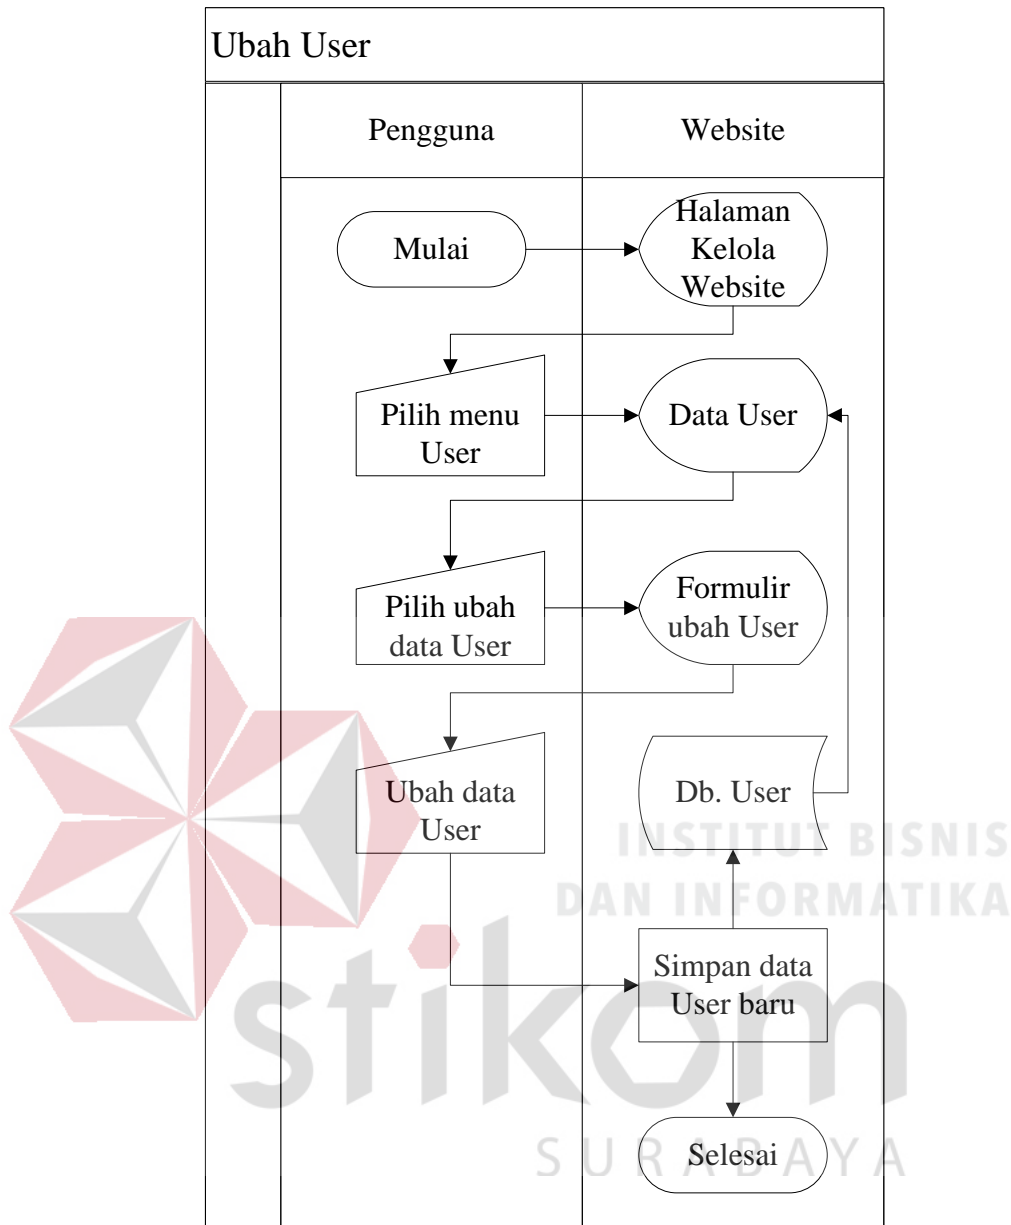 Ubah User
Pengguna
Website
Mulai
Halaman
Kelola
Website
Pilih menu
User
Data User
Pilih ubah
data User
Formulir
ubah User
Ubah data
User
Db. User
INSTITUT BISNIS
DAN INFORMATIKA
stikom
SURABAYA
Simpan data
User baru
Selesai